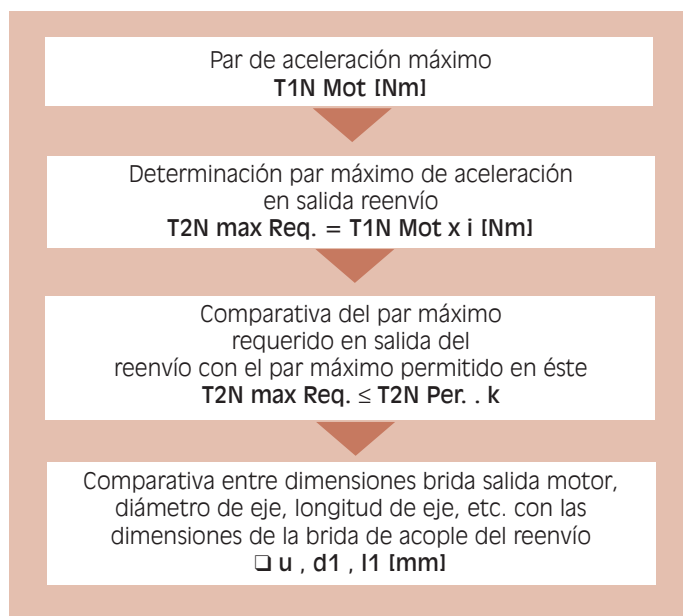 Par de aceleración máximo
T1N Mot [Nm]
Determinación par máximo de aceleración
en salida reenvío
T2N max Req. = T1N Mot x i [Nm]
Comparativa del par máximo
requerido en salida del
reenvío con el par máximo permitido en éste
T2N max Req. ≤ T2N Per. . k
Comparativa entre dimensiones brida salida motor,
diámetro de eje, longitud de eje, etc. con las
dimensiones de la brida de acople del reenvío
❏ u , d1 , l1 [mm]